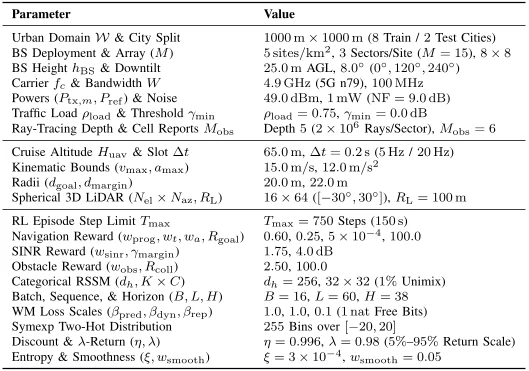 Parameter Value
Urban Domain 𝒲 & City Split 1000 m × 1000 m (8 Train / 2 Test Cities)
BS Deployment & Array (M) 5 sites/km², 3 Sectors/Site (M = 15), 8 × 8
BS Height h_BS & Downtilt 25.0 m AGL, 8.0° (0°, 120°, 240°)
Carrier f_c & Bandwidth W 4.9 GHz (5G n79), 100 MHz
Powers (P_tx,m, P_ref) & Noise 49.0 dBm, 1 mW (NF = 9.0 dB)
Traffic Load ρ_load & Threshold γ_min ρ_load = 0.75, γ_min = 0.0 dB
Ray-Tracing Depth & Cell Reports M_obs Depth 5 (2 × 10⁶ Rays/Sector), M_obs = 6
Cruise Altitude H_uav & Slot Δt 65.0 m, Δt = 0.2 s (5 Hz / 20 Hz)
Kinematic Bounds (v_max, a_max) 15.0 m/s, 12.0 m/s²
Radii (d_goal, d_margin) 20.0 m, 22.0 m
Spherical 3D LiDAR (N_el × N_az, R_L) 16 × 64 ([−30°, 30°]), R_L = 100 m
RL Episode Step Limit T_max T_max = 750 Steps (150 s)
Navigation Reward (w_prog, w_t, w_a, R_goal) 0.60, 0.25, 5 × 10⁻⁴, 100.0
SINR Reward (w_sinr, γ_margin) 1.75, 4.0 dB
Obstacle Reward (w_obs, R_coll) 2.50, 100.0
Categorical RSSM (d_h, K × C) d_h = 256, 32 × 32 (1% Unimix)
Batch, Sequence, & Horizon (B, L, H) B = 16, L = 60, H = 38
WM Loss Scales (β_pred, β_dyn, β_rep) 1.0, 1.0, 0.1 (1 nat Free Bits)
Symexp Two-Hot Distribution 255 Bins over [−20, 20]
Discount & λ-Return (η, λ) η = 0.996, λ = 0.98 (5%–95% Return Scale)
Entropy & Smoothness (ξ, w_smooth) ξ = 3 × 10⁻⁴, w_smooth = 0.05